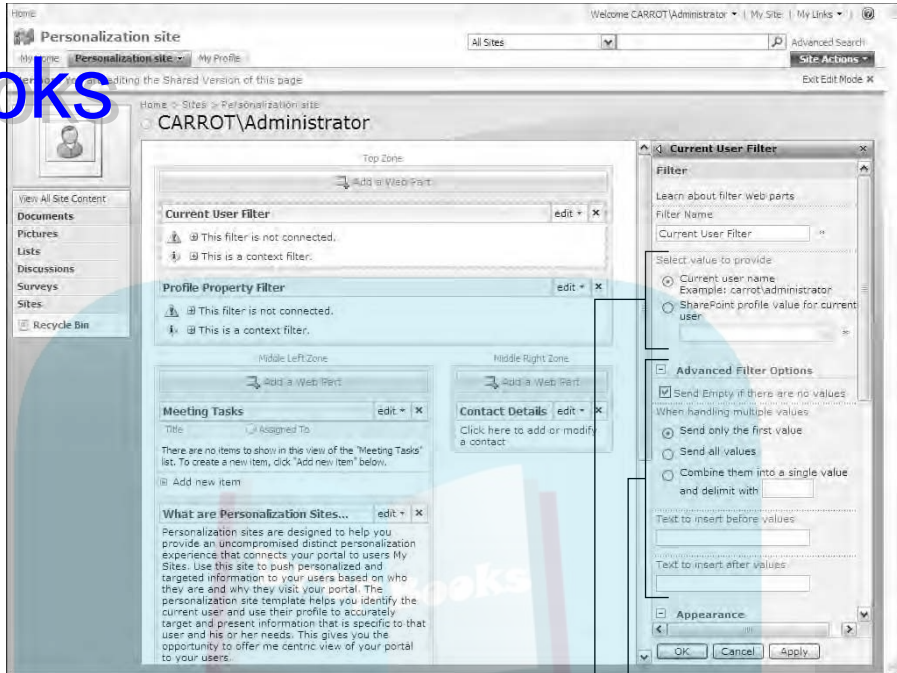 Home
Welcome CARROT\Administrator
My Site
My Links
Personalization site
All Sites
Advanced Search
My Home
Personalization site
My Profile
Site Actions
editing the Shared Version of this page
Exit Edit Mode
oks
Home > Sites > Personalization site
CARROT\Administrator
View All Site Content
Documents
Pictures
Lists
Discussions
Surveys
Sites
Recycle Bin
Top Zone
Add a Web Part
Current User Filter
edit
This filter is not connected.
This is a context filter.
Profile Property Filter
edit
This filter is not connected.
This is a context filter.
Middle Left Zone
Add a Web Part
Meeting Tasks
edit
Title
Assigned To
There are no items to show in this view of the "Meeting Tasks"
list. To create a new item, click "Add new item" below.
Add new item
What are Personalization Sites...
edit
Personalization sites are designed to help you
provide an uncompromised distinct personalization
experience that connects your portal to users My
Sites. Use this site to push personalized and
targeted information to your users based on who
they are and why they visit your portal. The
personalization site template helps you identify the
current user and use their profile to accurately
target and present information that is specific to that
user and his or her needs. This gives you the
opportunity to offer me centric view of your portal
to your users.
ooks
Middle Right Zone
Add a Web Part
Contact Details
edit
Click here to add or modify
a contact
Current User Filter
Filter
Learn about filter web parts
Filter Name
Current User Filter
Select value to provide
Current user name
Example: carrot\administrator
SharePoint profile value for current
user
Advanced Filter Options
Send Empty if there are no values
When handling multiple values
Send only the first value
Send all values
Combine them into a single value
and delimit with
Text to insert before values
Text to insert after values
Appearance
OK
Cancel
Apply